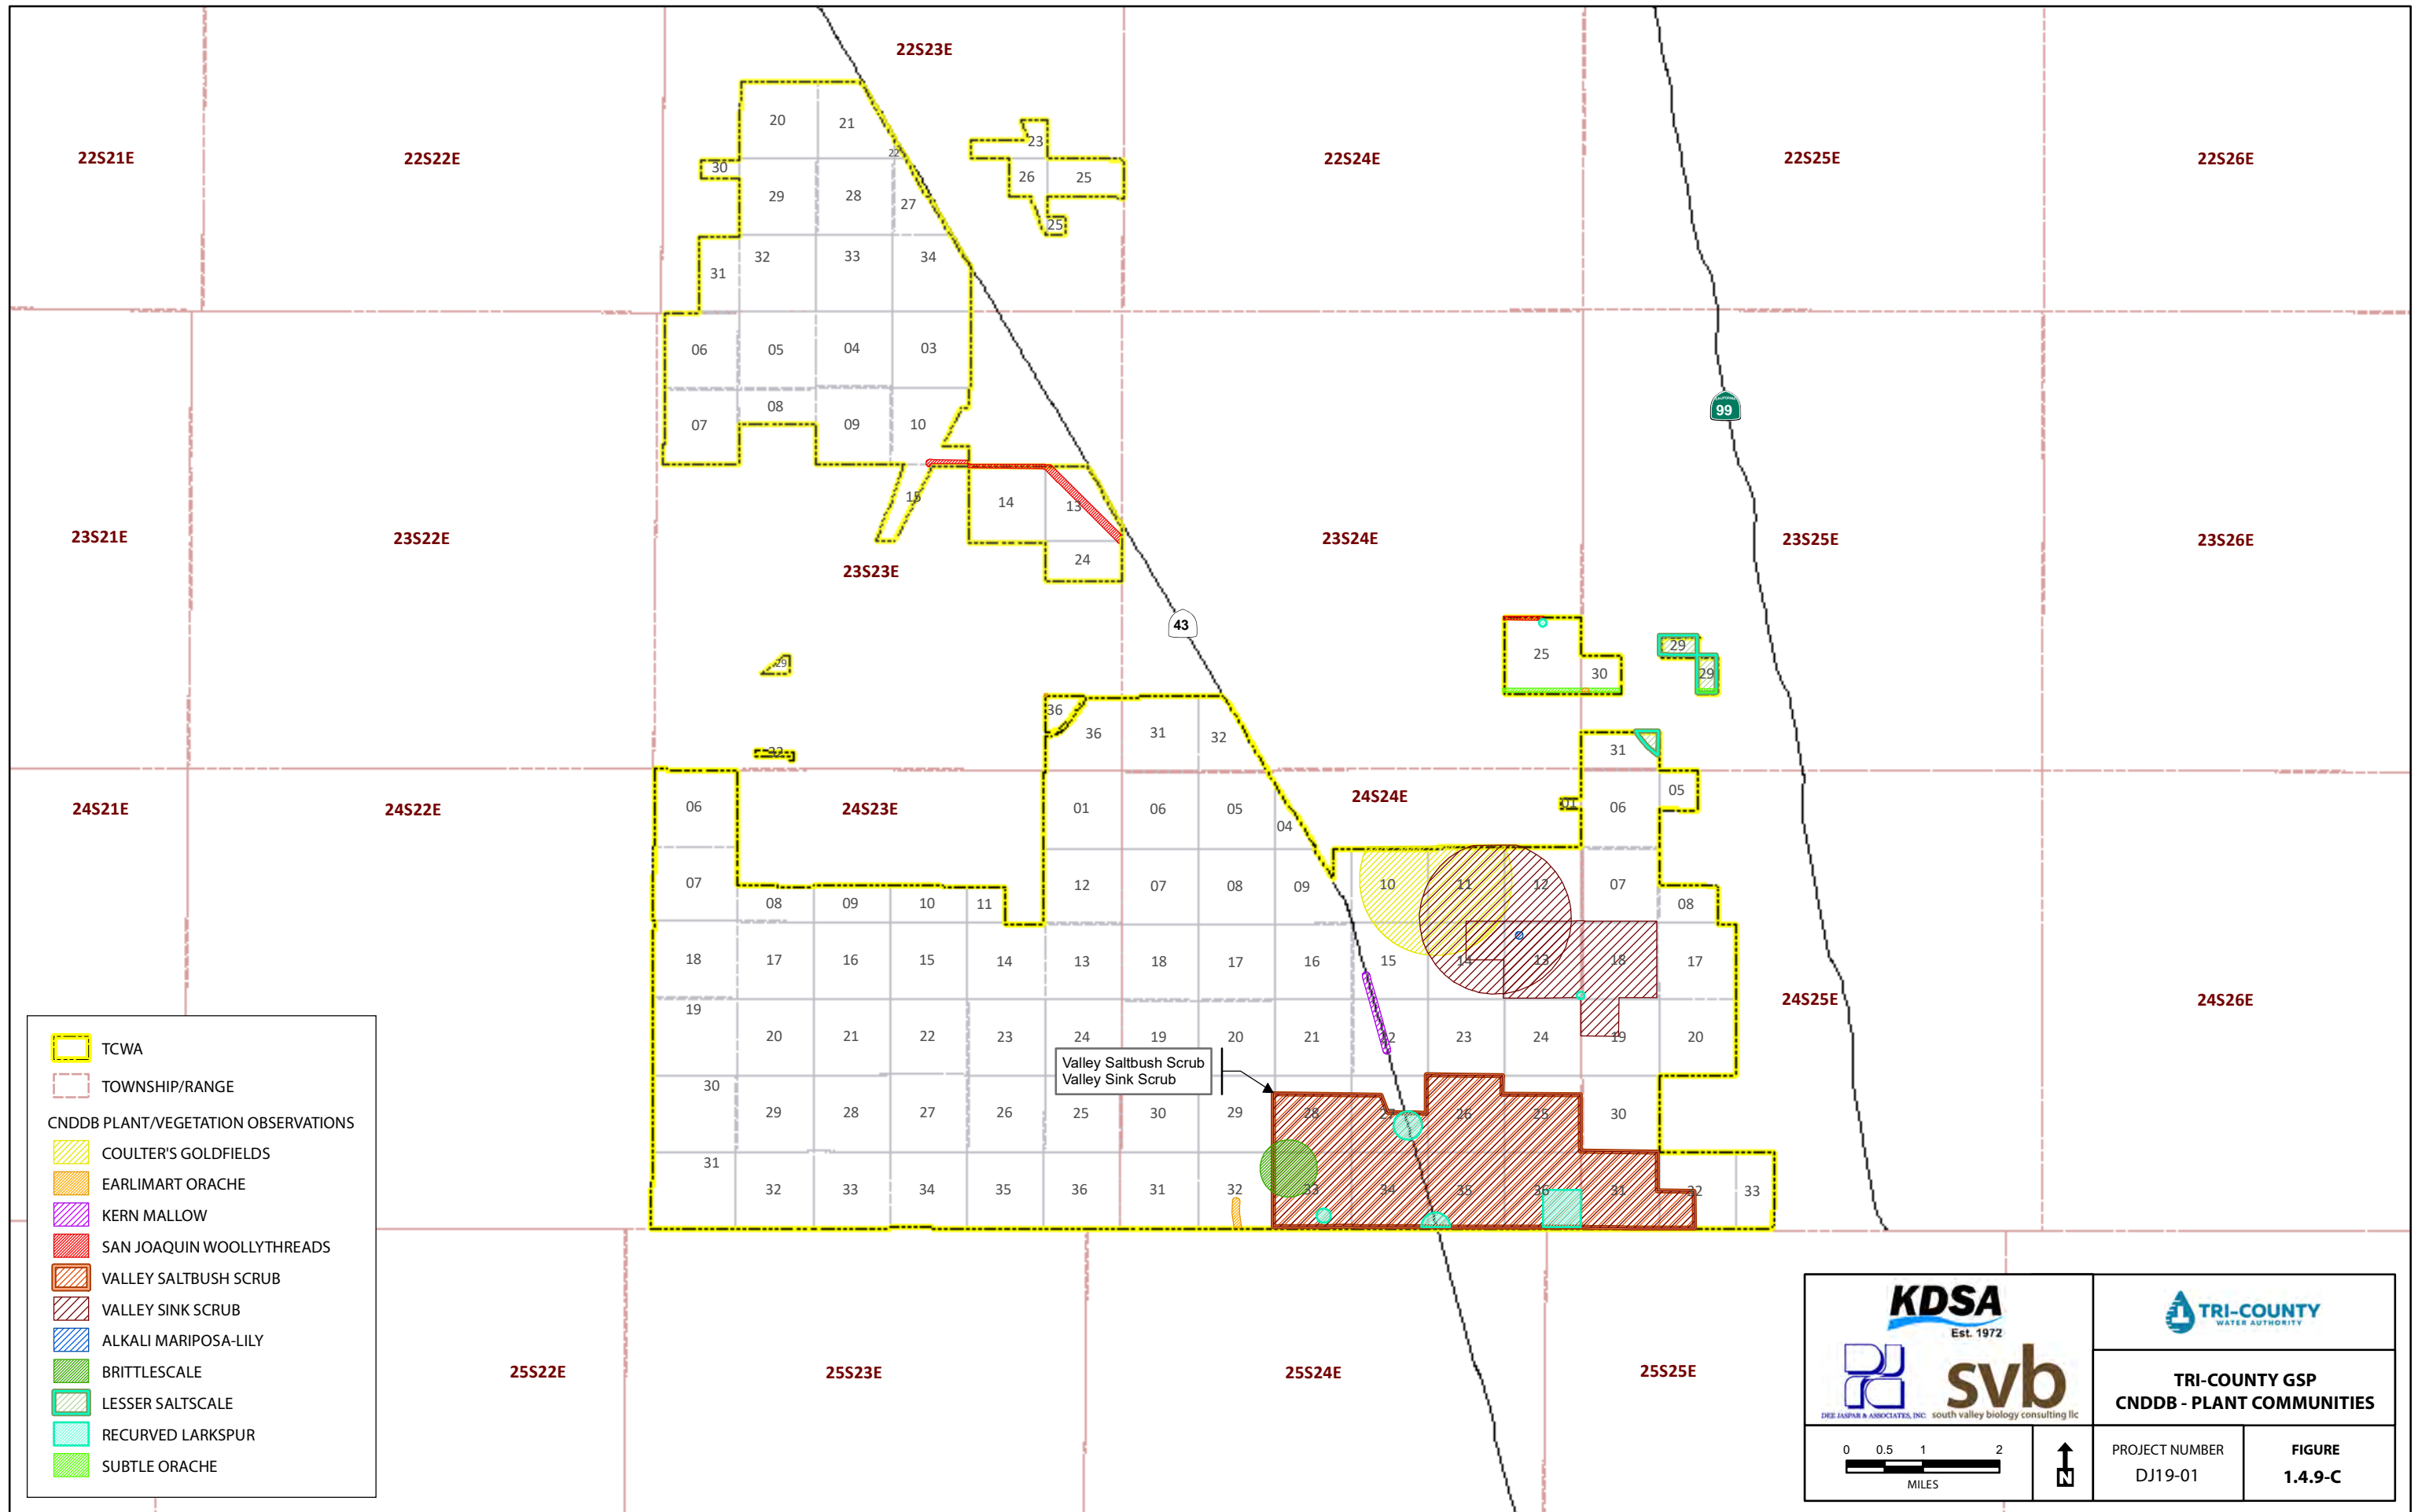 22S23E
22S21E
22S22E
22S24E
22S25E
22S26E
20
21
22
23
30
26
25
29
28
27
25
32
33
34
31
06
05
04
03
CALIFORNIA
99
08
07
09
10
15
14
13
24
23S21E
23S22E
23S23E
23S24E
23S25E
23S26E
43
29
25
30
29
29
36
36
31
32
31
32
24S21E
24S22E
24S23E
24S24E
06
01
06
05
04
01
06
05
07
08
09
10
11
12
07
08
09
10
11
12
07
08
18
17
16
15
14
13
18
17
16
15
14
13
18
17
24S25E
24S26E
19
20
21
22
23
24
19
20
21
22
23
24
19
20
Valley Saltbush Scrub
Valley Sink Scrub
30
29
28
27
26
25
30
29
28
27
26
25
30
31
32
33
34
35
36
31
32
33
34
35
36
31
32
33
25S22E
25S23E
25S24E
25S25E
TCWA
TOWNSHIP/RANGE
CNDDB PLANT/VEGETATION OBSERVATIONS
COULTER'S GOLDFIELDS
EARLIMART ORACHE
KERN MALLOW
SAN JOAQUIN WOOLLYTHREADS
VALLEY SALTBUSH SCRUB
VALLEY SINK SCRUB
ALKALI MARIPOSA-LILY
BRITTLESCALE
LESSER SALTSCALE
RECURVED LARKSPUR
SUBTLE ORACHE
KDSA
Est. 1972
DEE JASPAR & ASSOCIATES, INC.
svb
south valley biology consulting llc
TRI-COUNTY
WATER AUTHORITY
TRI-COUNTY GSP
CNDDB - PLANT COMMUNITIES
0 0.5 1 2
MILES
N
PROJECT NUMBER
DJ19-01
FIGURE
1.4.9-C